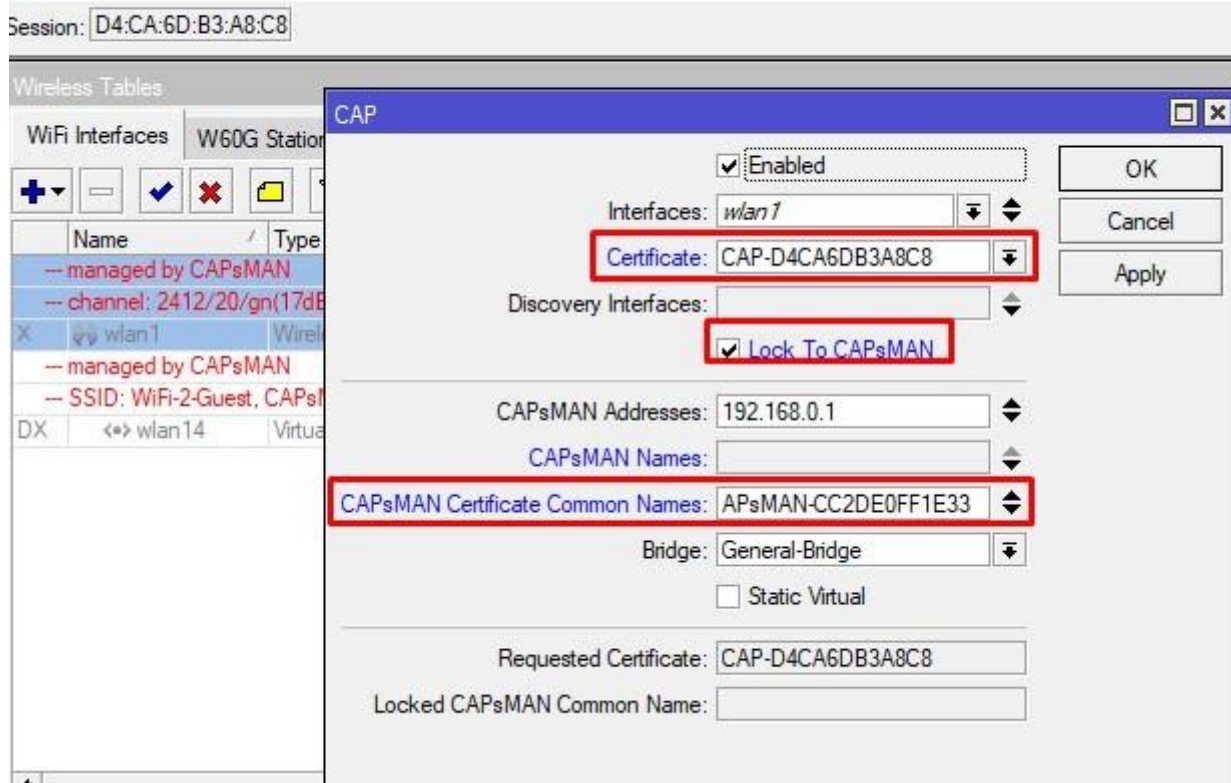 Session: D4:CA:6D:B3:A8:C8
Wireless Tables
WiFi Interfaces W60G Station
Name / Type
--- managed by CAPsMAN
--- channel: 2412/20/gn(17dB
X wlan1 Wirele
--- managed by CAPsMAN
--- SSID: WiFi-2-Guest, CAPsM
DX wlan14 Virtua
CAP
Enabled
Interfaces: wlan1
Certificate: CAP-D4CA6DB3A8C8
Discovery Interfaces:
Lock To CAPsMAN
CAPsMAN Addresses: 192.168.0.1
CAPsMAN Names:
CAPsMAN Certificate Common Names: APsMAN-CC2DE0FF1E33
Bridge: General-Bridge
Static Virtual
Requested Certificate: CAP-D4CA6DB3A8C8
Locked CAPsMAN Common Name:
OK
Cancel
Apply